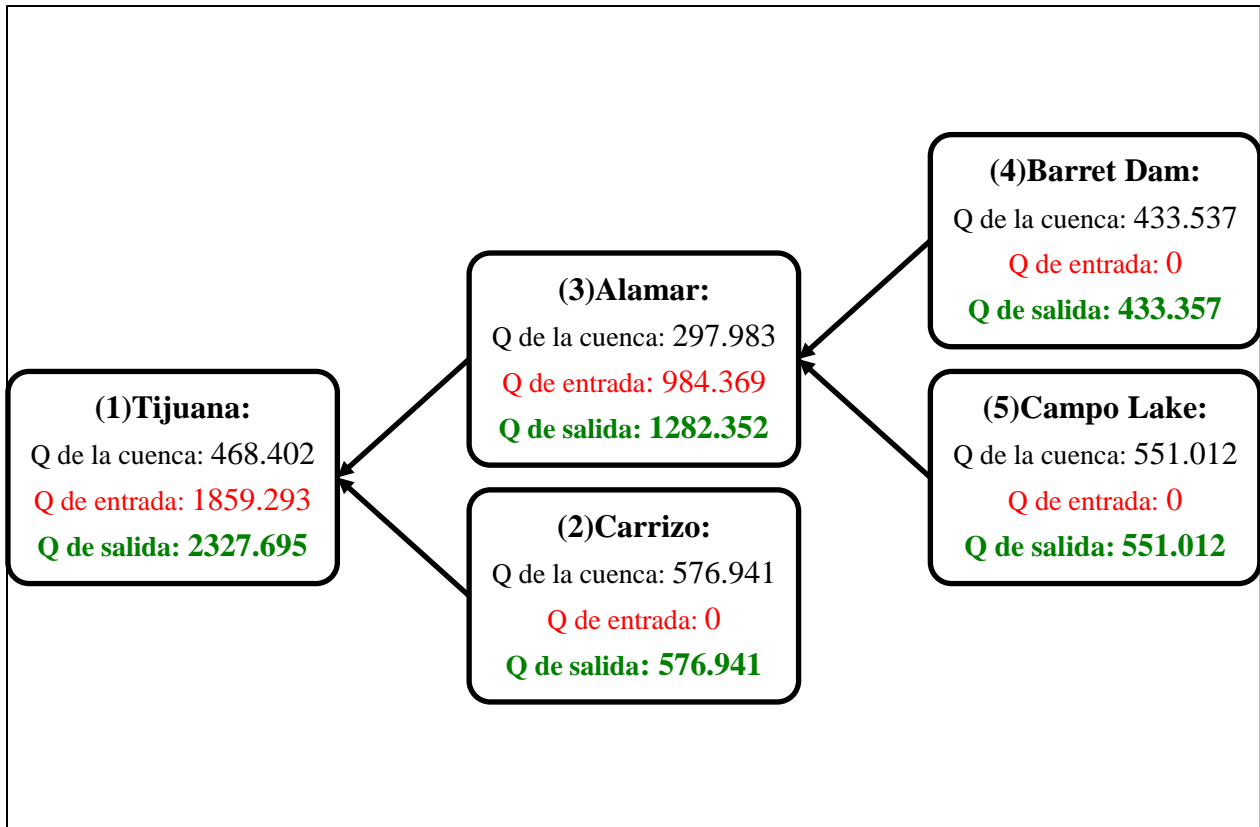 (4)Barret Dam:
Q de la cuenca: 433.537
Q de entrada: 0
Q de salida: 433.357
(3)Alamar:
Q de la cuenca: 297.983
Q de entrada: 984.369
Q de salida: 1282.352
(1)Tijuana:
Q de la cuenca: 468.402
Q de entrada: 1859.293
Q de salida: 2327.695
(5)Campo Lake:
Q de la cuenca: 551.012
Q de entrada: 0
Q de salida: 551.012
(2)Carrizo:
Q de la cuenca: 576.941
Q de entrada: 0
Q de salida: 576.941